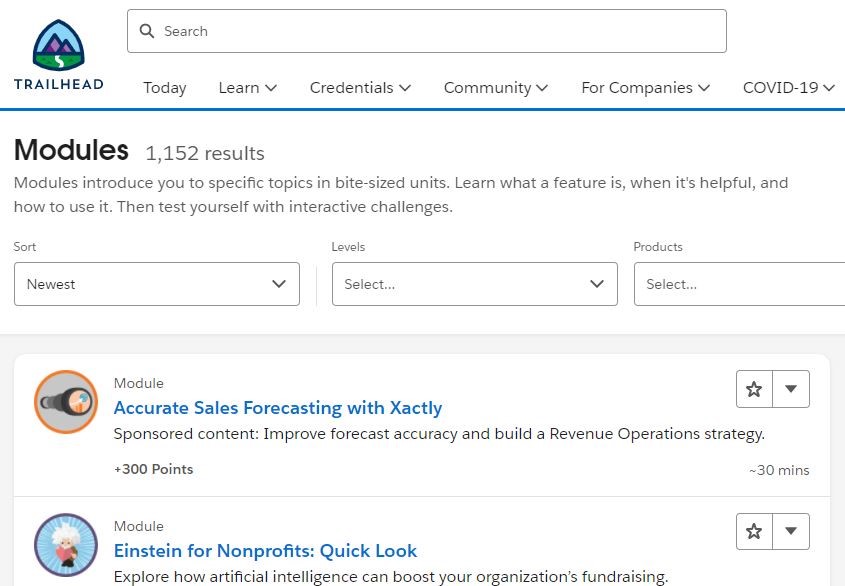 Search
TRAILHEAD
Today Learn Credentials Community For Companies COVID-19
Modules 1,152 results
Modules introduce you to specific topics in bite-sized units. Learn what a feature is, when it's helpful, and
how to use it. Then test yourself with interactive challenges.
Sort Levels Products
Newest Select... Select...
Module
Accurate Sales Forecasting with Xactly
Sponsored content: Improve forecast accuracy and build a Revenue Operations strategy.
+300 Points ~30 mins
Module
Einstein for Nonprofits: Quick Look
Explore how artificial intelligence can boost your organization’s fundraising.